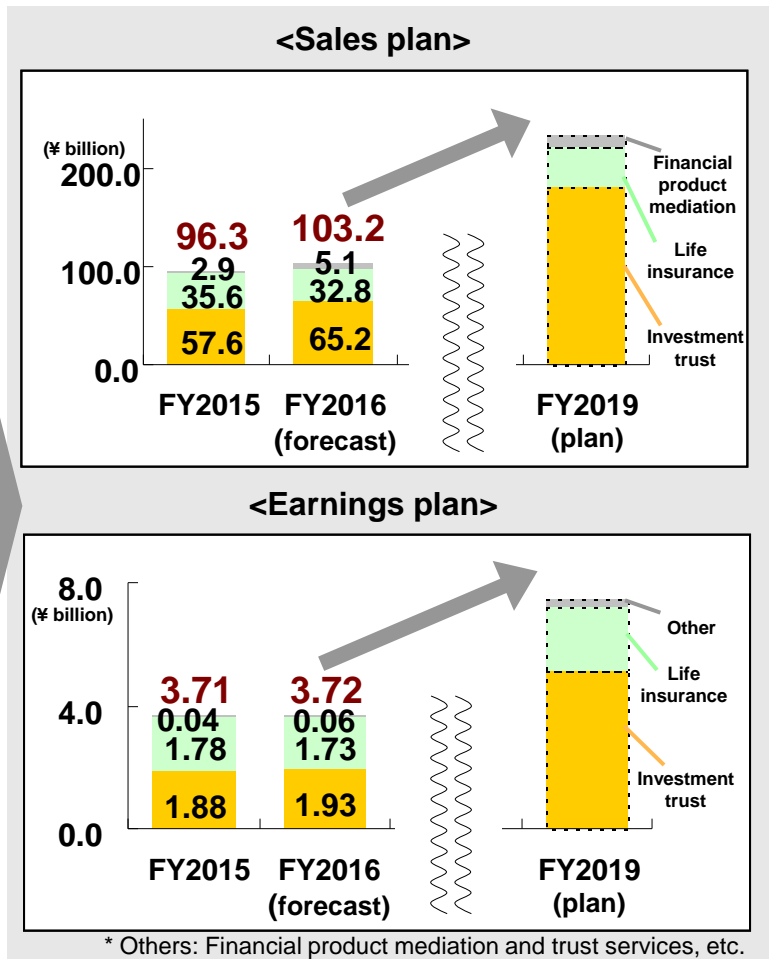 <Sales plan>
(¥ billion)
200.0
100.0
0.0
96.3
2.9
35.6
57.6
103.2
5.1
32.8
65.2
Financial
product
mediation
Life
insurance
Investment
trust
FY2015
FY2016
(forecast)
FY2019
(plan)
<Earnings plan>
8.0
(¥ billion)
4.0
0.0
3.71
0.04
1.78
1.88
3.72
0.06
1.73
1.93
Other
Life
insurance
Investment
trust
FY2015
FY2016
(forecast)
FY2019
(plan)
* Others: Financial product mediation and trust services, etc.